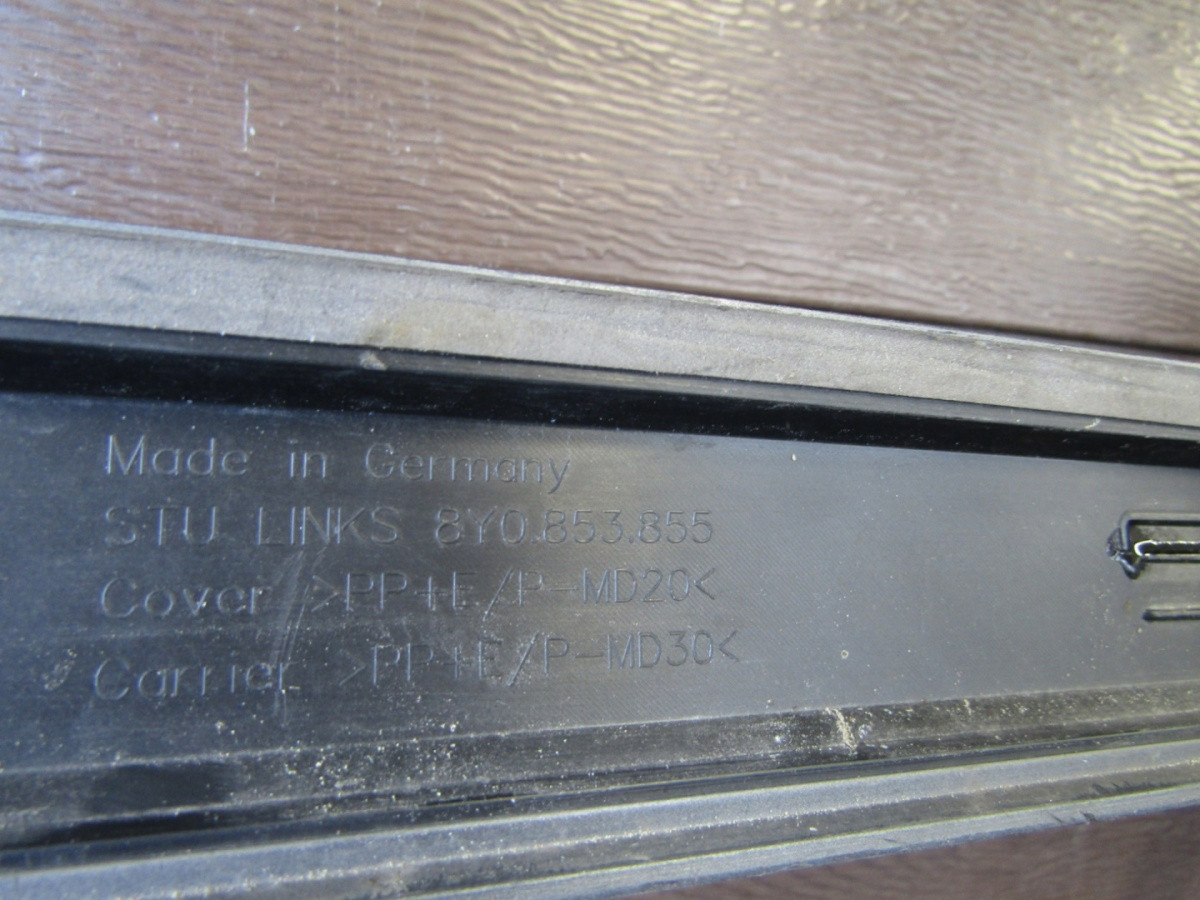 Made in Germany
STU LINKS 8Y0.853.855
Cover >PP+E/P-MD20<
Carrier >PP+E/P-MD30<